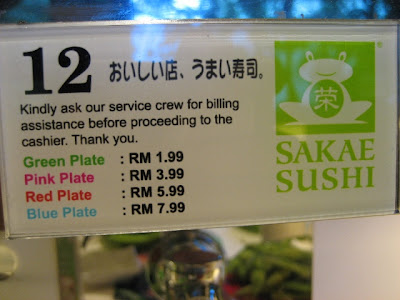 12
おいしい店、うまい寿司。
Kindly ask our service crew for billing
assistance before proceeding to the
cashier. Thank you.
Green Plate : RM 1.99
Pink Plate : RM 3.99
Red Plate : RM 5.99
Blue Plate : RM 7.99
栄
®
SAKAE
SUSHI